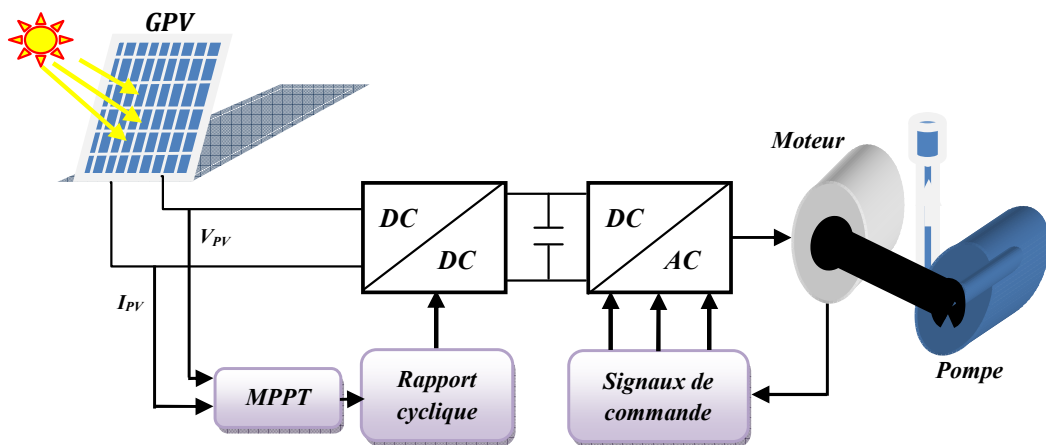 GPV
Moteur
DC
DC
DC
AC
V_PV
I_PV
Pompe
MPPT
Rapport
cyclique
Signaux de
commande